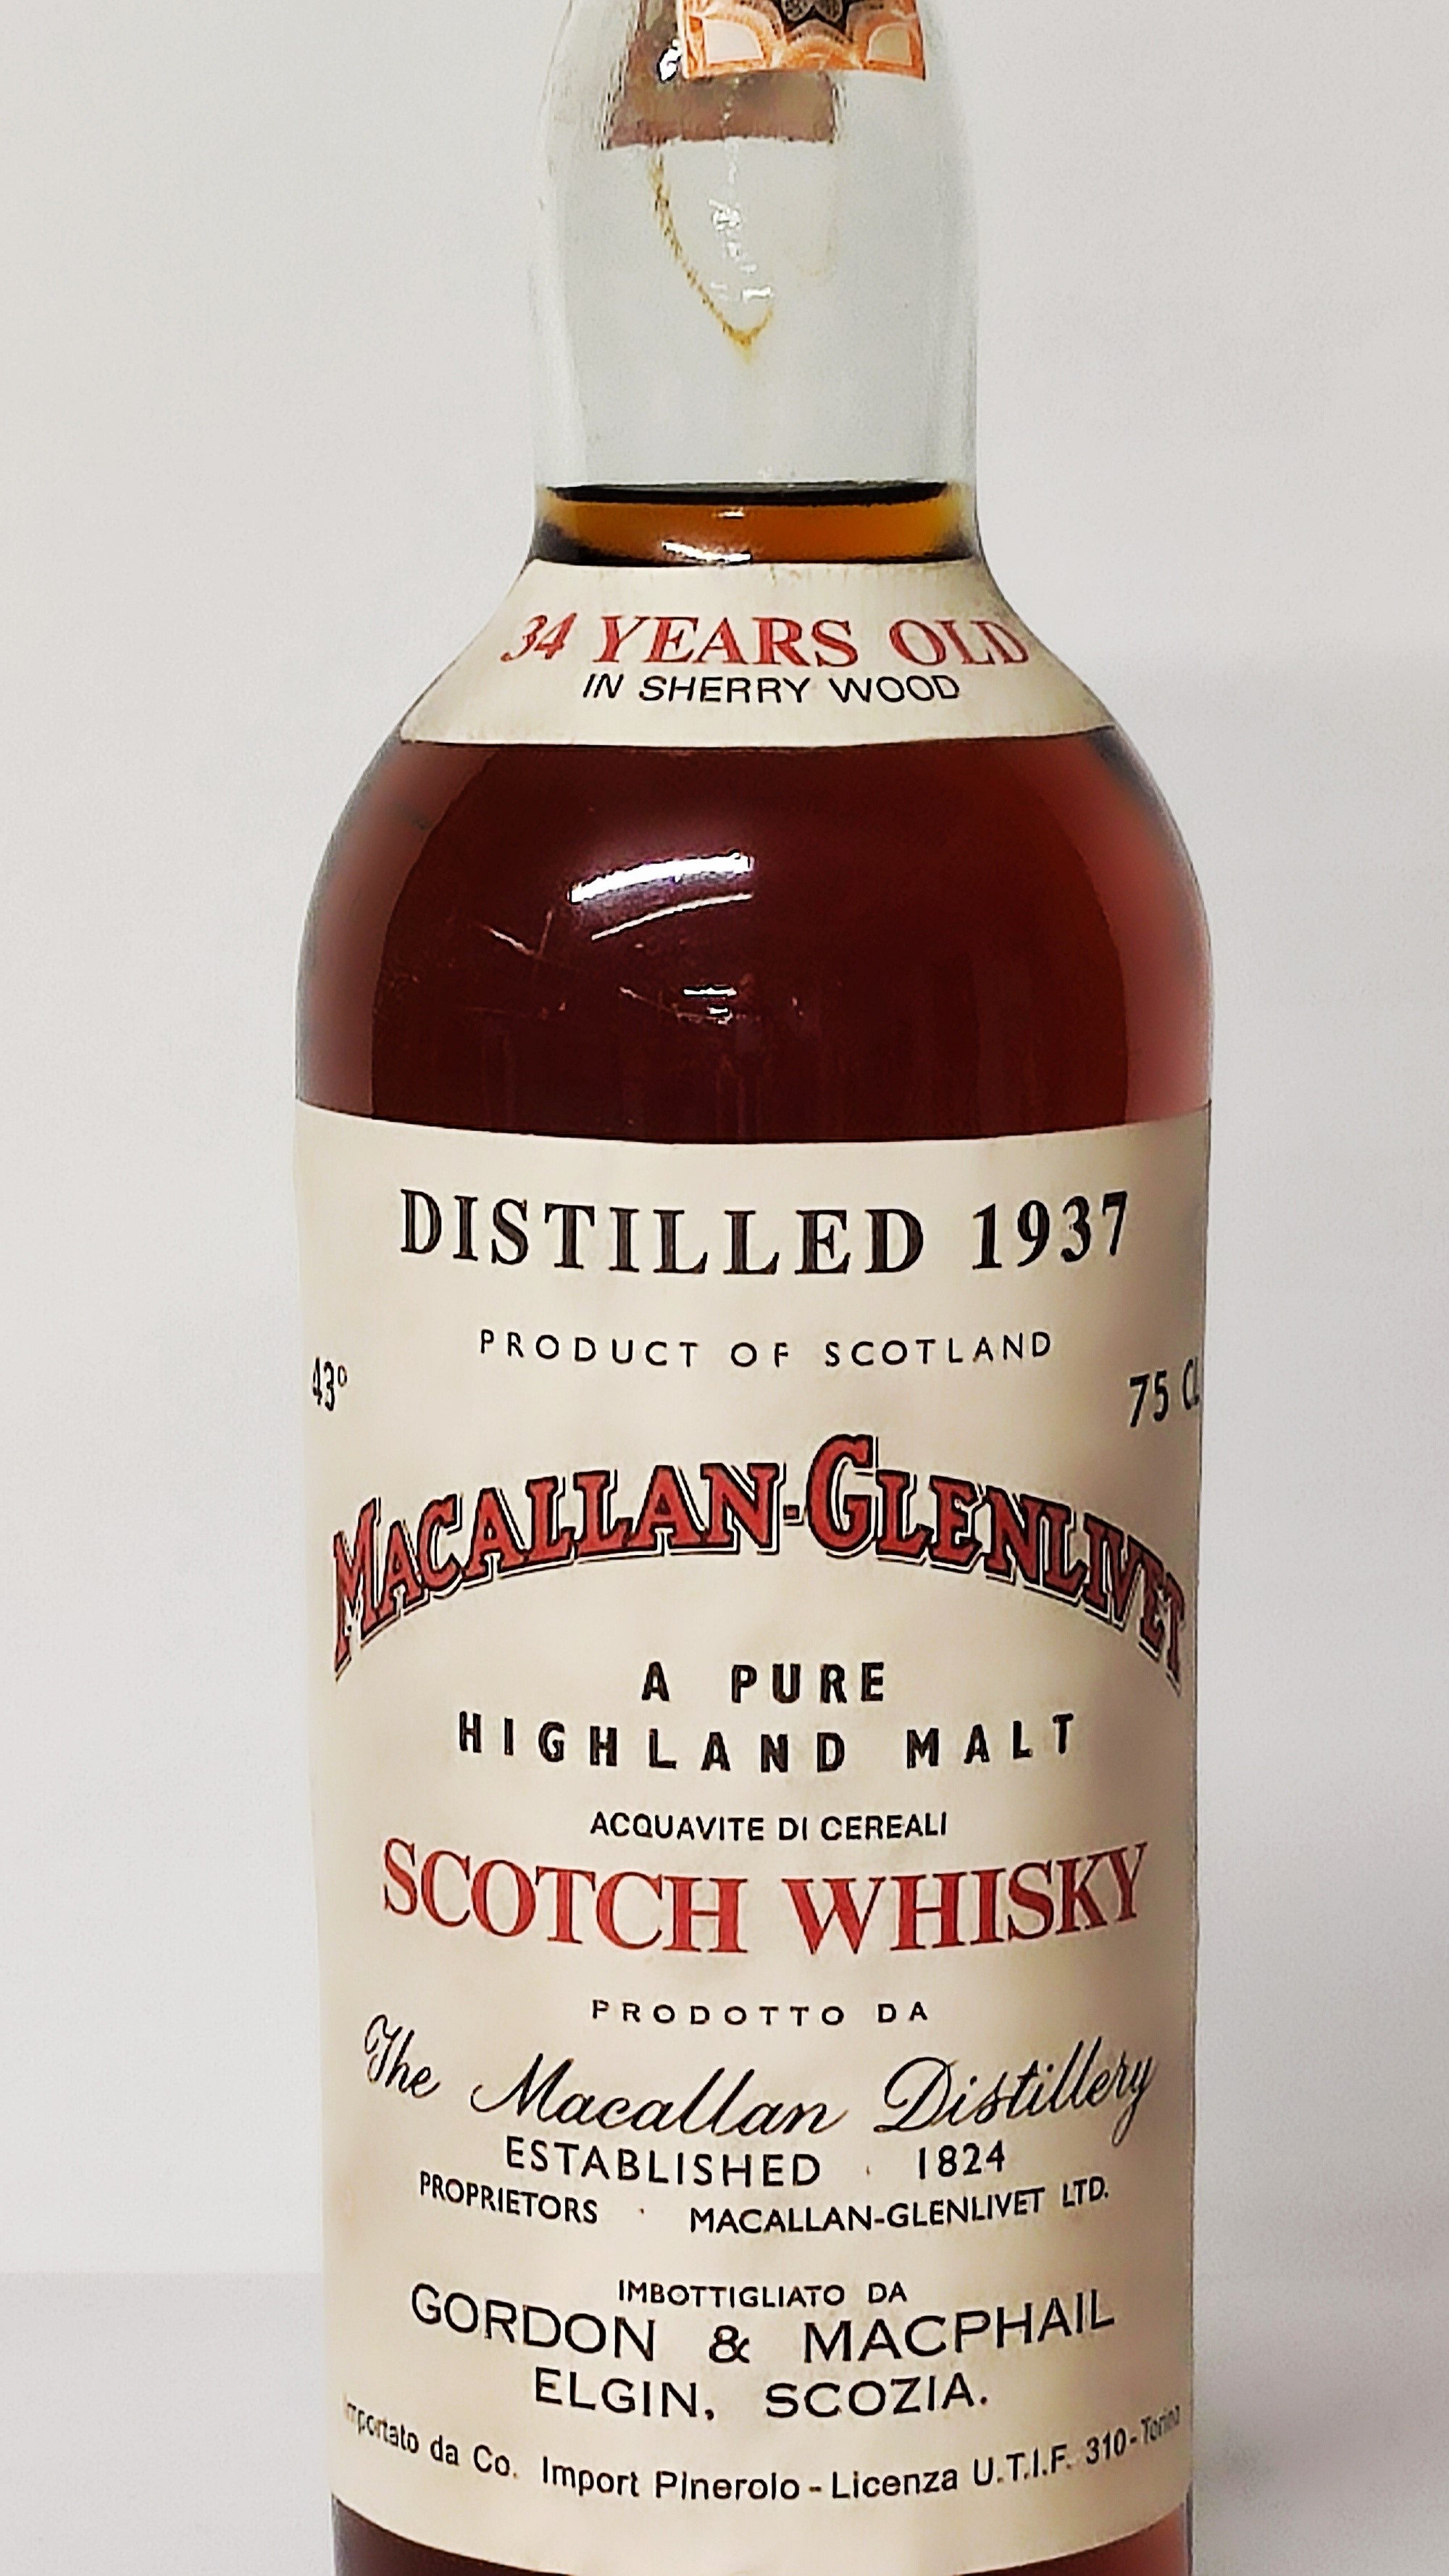 34 YEARS OLD
IN SHERRY WOOD
DISTILLED 1937
PRODUCT OF SCOTLAND
43° 75 CL
MACALLAN-GLENLIVET
A PURE
HIGHLAND MALT
ACQUAVITE DI CEREALI
SCOTCH WHISKY
PRODOTTO DA
The Macallan Distillery
ESTABLISHED · 1824
PROPRIETORS · MACALLAN-GLENLIVET LTD.
IMBOTTIGLIATO DA
GORDON & MACPHAIL
ELGIN, SCOZIA.
Importato da Co. Import Pinerolo - Licenza U.T.I.F. 310 - Torino